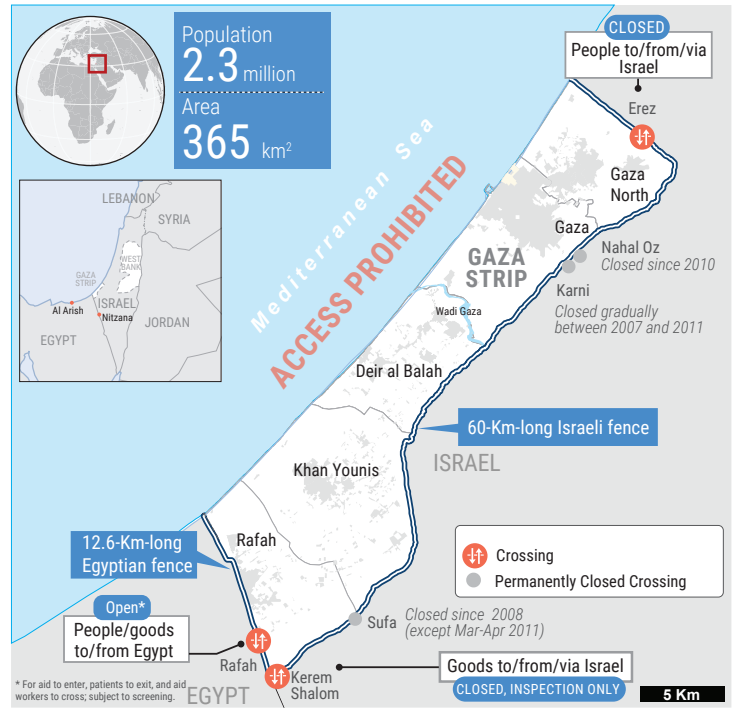 Population
2.3 million
Area
365 km²
CLOSED
People to/from/via
Israel
Erez
Gaza
North
Gaza
Nahal Oz
Closed since 2010
Karni
Closed gradually
between 2007 and 2011
GAZA
STRIP
Wadi Gaza
Mediterranean Sea
ACCESS PROHIBITED
LEBANON
SYRIA
WEST
BANK
GAZA
STRIP
ISRAEL
Al Arish
Nitzana
JORDAN
EGYPT
Deir al Balah
60-Km-long Israeli fence
ISRAEL
Khan Younis
12.6-Km-long
Egyptian fence
Rafah
Crossing
Permanently Closed Crossing
Open*
People/goods
to/from Egypt
Rafah
Sufa
Closed since 2008
(except Mar-Apr 2011)
Kerem
Shalom
Goods to/from/via Israel
CLOSED, INSPECTION ONLY
* For aid to enter, patients to exit, and aid
workers to cross; subject to screening.
EGYPT
5 Km